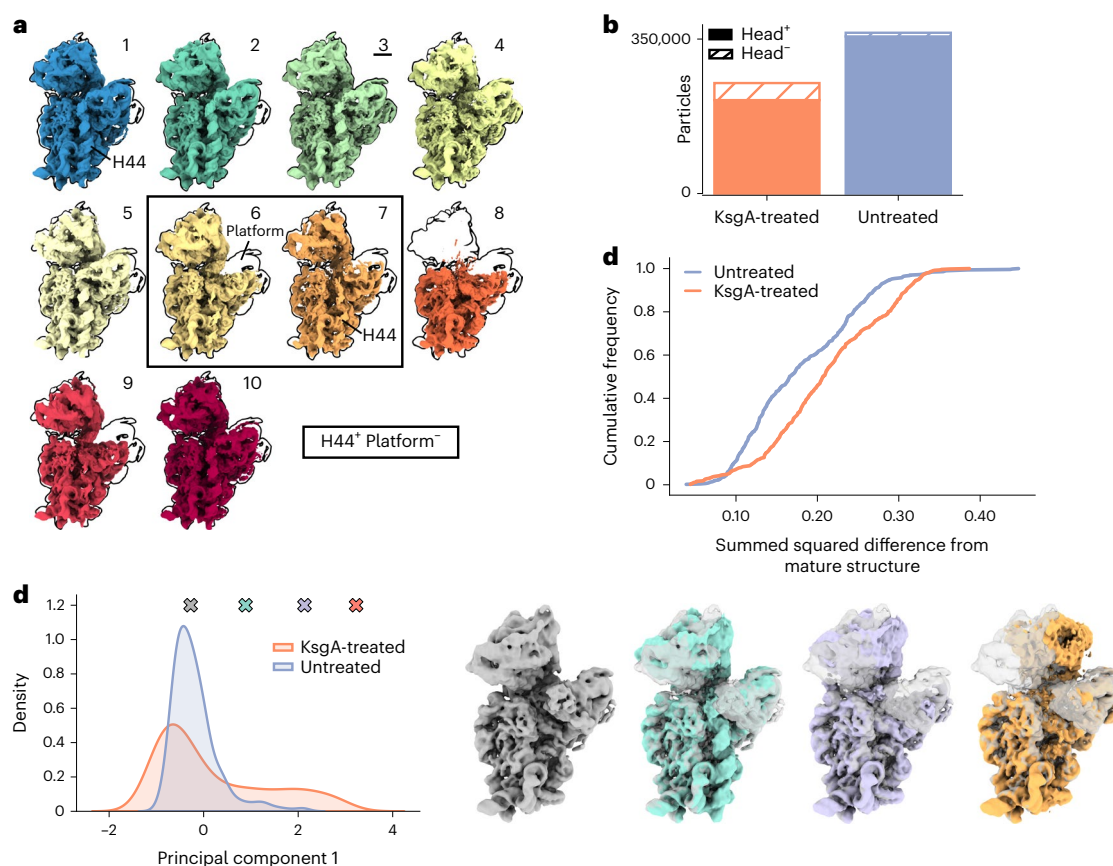 a
1
2
3
4
H44
5
6
7
8
Platform
H44
9
10
H44⁺ Platform⁻
b
Head⁺
Head⁻
350,000
Particles
0
KsgA-treated
Untreated
d
Untreated
KsgA-treated
1.0
0.8
0.6
0.4
0.2
0
Cumulative frequency
0.10
0.20
0.30
0.40
Summed squared difference from
mature structure
d
1.2
1.0
0.8
0.6
0.4
0.2
0
Density
KsgA-treated
Untreated
−2
0
2
4
Principal component 1